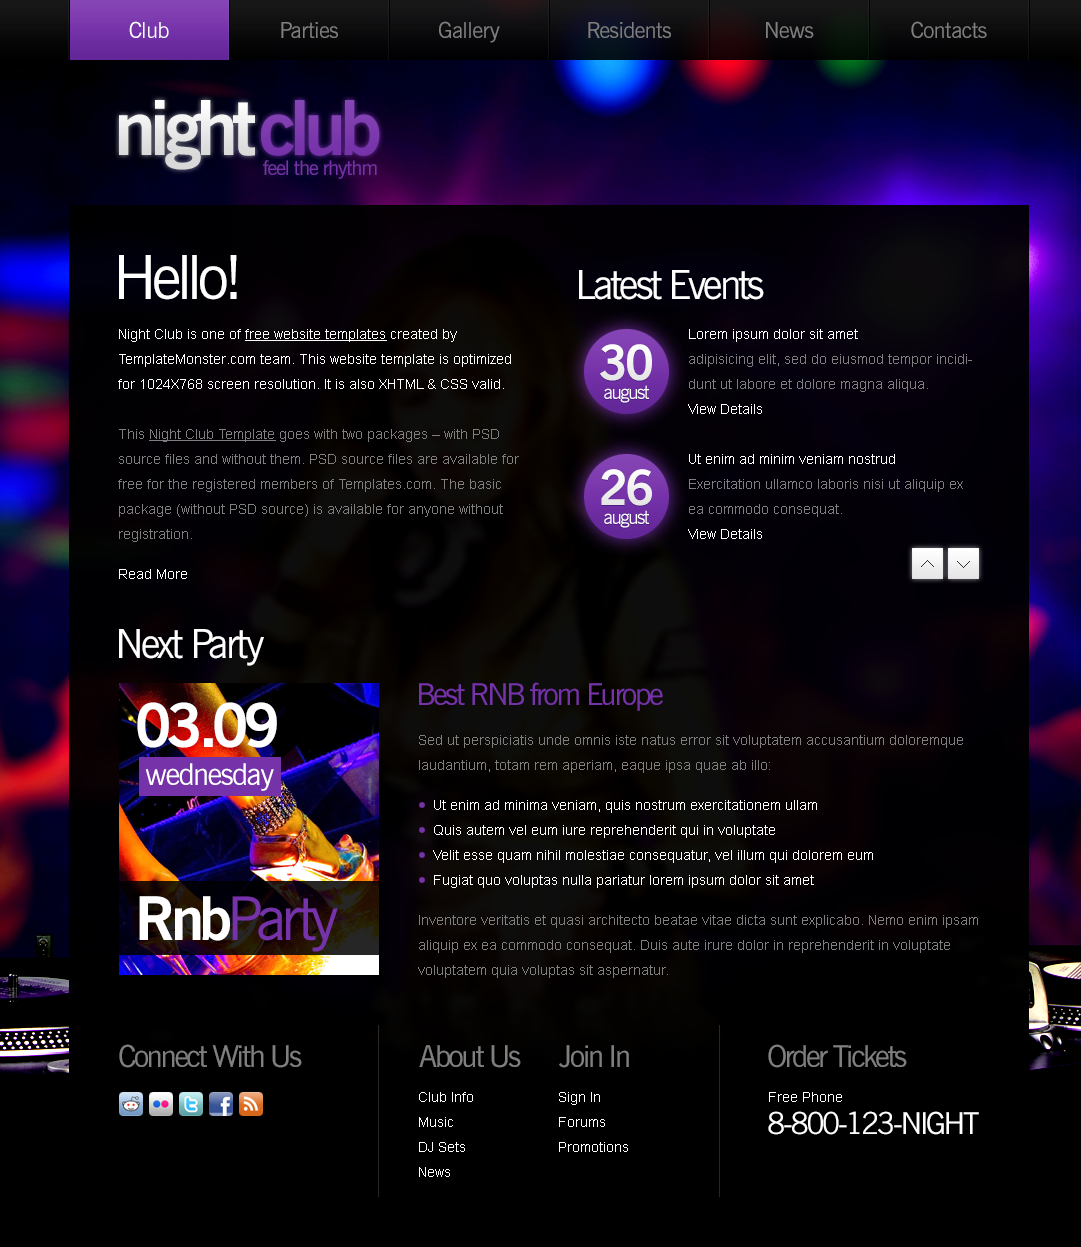 Club
Parties
Gallery
Residents
News
Contacts
nightclub
feel the rhythm
Hello!
Night Club is one of free website templates created by
TemplateMonster.com team. This website template is optimized
for 1024X768 screen resolution. It is also XHTML & CSS valid.
This Night Club Template goes with two packages – with PSD
source files and without them. PSD source files are available for
free for the registered members of Templates.com. The basic
package (without PSD source) is available for anyone without
registration.
Read More
Latest Events
30
august
Lorem ipsum dolor sit amet
adipisicing elit, sed do eiusmod tempor incidi-
dunt ut labore et dolore magna aliqua.
View Details
26
august
Ut enim ad minim veniam nostrud
Exercitation ullamco laboris nisi ut aliquip ex
ea commodo consequat.
View Details
Next Party
03.09
wednesday
RnbParty
Best RNB from Europe
Sed ut perspiciatis unde omnis iste natus error sit voluptatem accusantium doloremque
laudantium, totam rem aperiam, eaque ipsa quae ab illo:
Ut enim ad minima veniam, quis nostrum exercitationem ullam
Quis autem vel eum iure reprehenderit qui in voluptate
Velit esse quam nihil molestiae consequatur, vel illum qui dolorem eum
Fugiat quo voluptas nulla pariatur lorem ipsum dolor sit amet
Inventore veritatis et quasi architecto beatae vitae dicta sunt explicabo. Nemo enim ipsam
aliquip ex ea commodo consequat. Duis aute irure dolor in reprehenderit in voluptate
voluptatem quia voluptas sit aspernatur.
Connect With Us
About Us
Club Info
Music
DJ Sets
News
Join In
Sign In
Forums
Promotions
Order Tickets
Free Phone
8-800-123-NIGHT